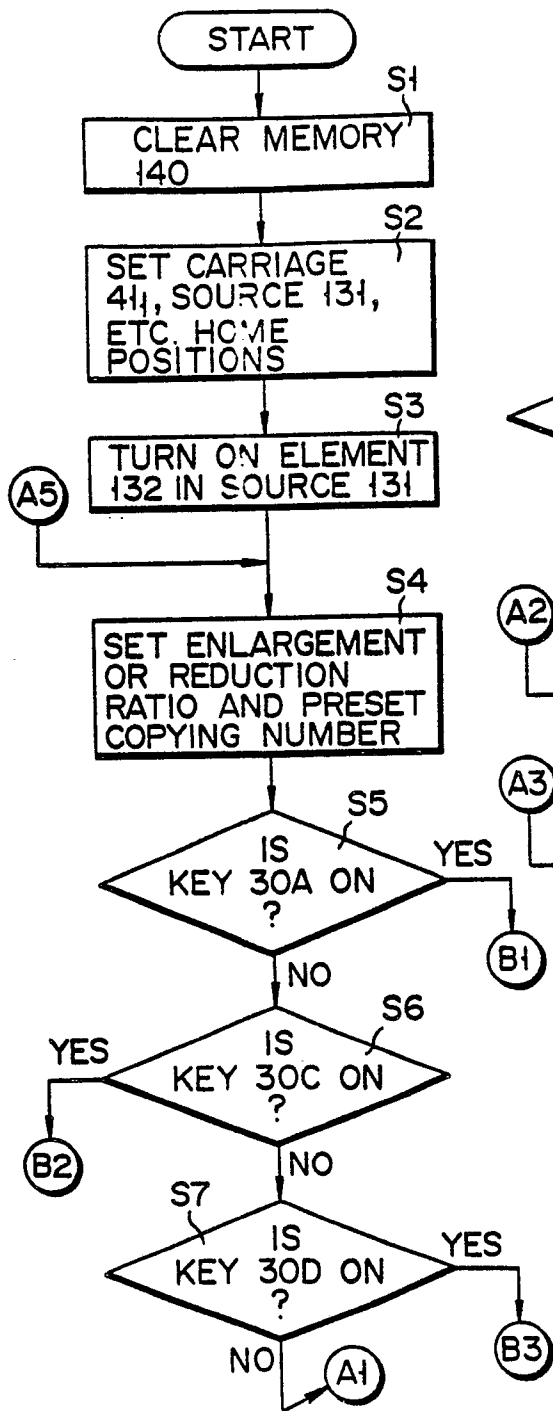 START
S1
CLEAR MEMORY
140
S2
SET CARRIAGE
411, SOURCE 131,
ETC. HOME
POSITIONS
S3
TURN ON ELEMENT
132 IN SOURCE 131
A5
S4
SET ENLARGEMENT
OR REDUCTION
RATIO AND PRESET
COPYING NUMBER
A2
A3
S5
IS
KEY 30A ON
?
YES
B1
NO
S6
IS
KEY 30C ON
?
YES
B2
NO
S7
IS
KEY 30D ON
?
YES
B3
NO
A1